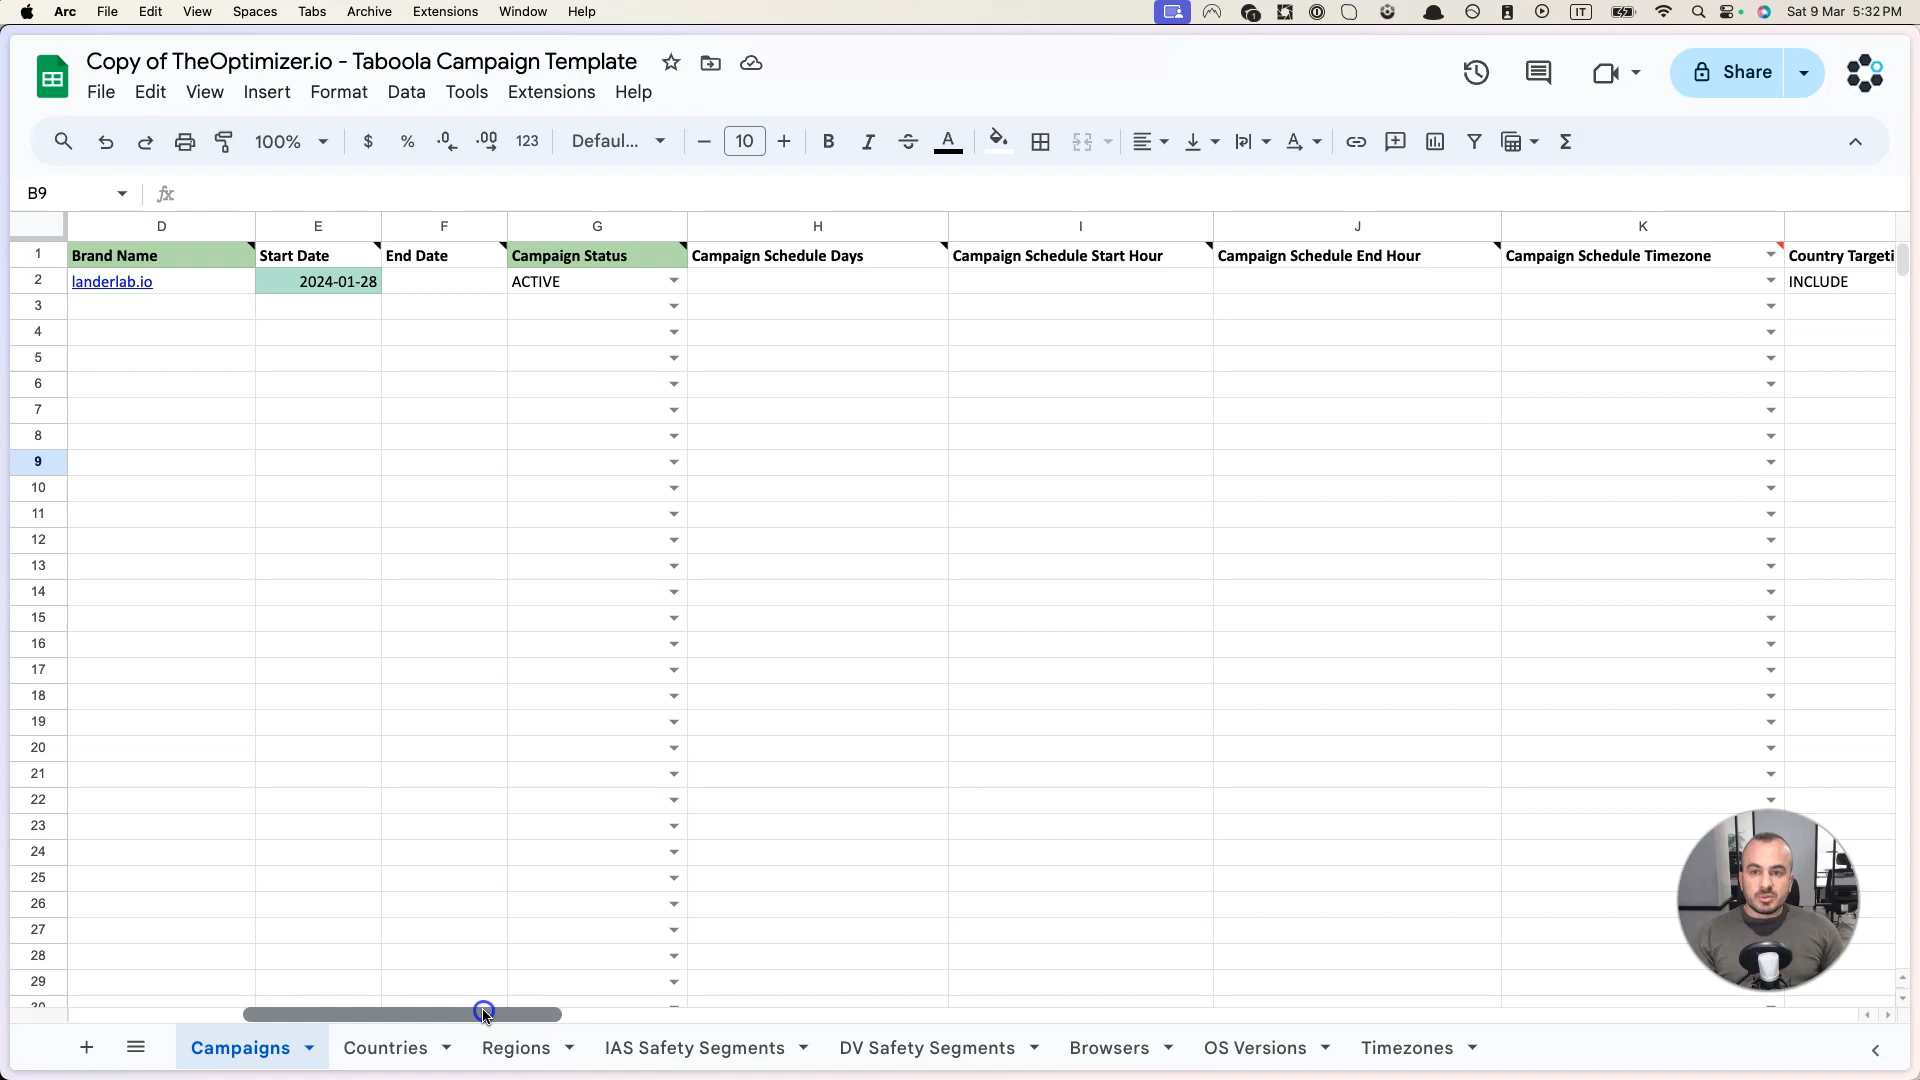 Arc File Edit View Spaces Tabs Archive Extensions Window Help IT Sat 9 Mar 5:32 PM
Copy of TheOptimizer.io - Taboola Campaign Template
File Edit View Insert Format Data Tools Extensions Help
Share
100% $ % .0 .00 123 Defaul... 10 B I S A A Σ
B9 fx
D E F G H I J K
1 Brand Name Start Date End Date Campaign Status Campaign Schedule Days Campaign Schedule Start Hour Campaign Schedule End Hour Campaign Schedule Timezone Country Targeti
2 landerlab.io 2024-01-28 ACTIVE INCLUDE
3
4
5
6
7
8
9
10
11
12
13
14
15
16
17
18
19
20
21
22
23
24
25
26
27
28
29
30
Campaigns Countries Regions IAS Safety Segments DV Safety Segments Browsers OS Versions Timezones